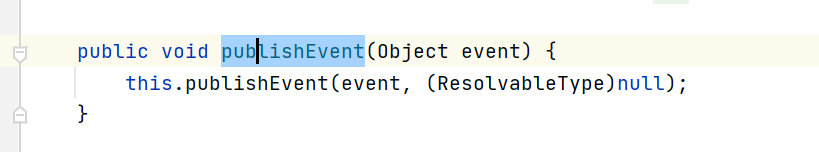 public void publishEvent(Object event) {
this.publishEvent(event, (ResolvableType)null);
}